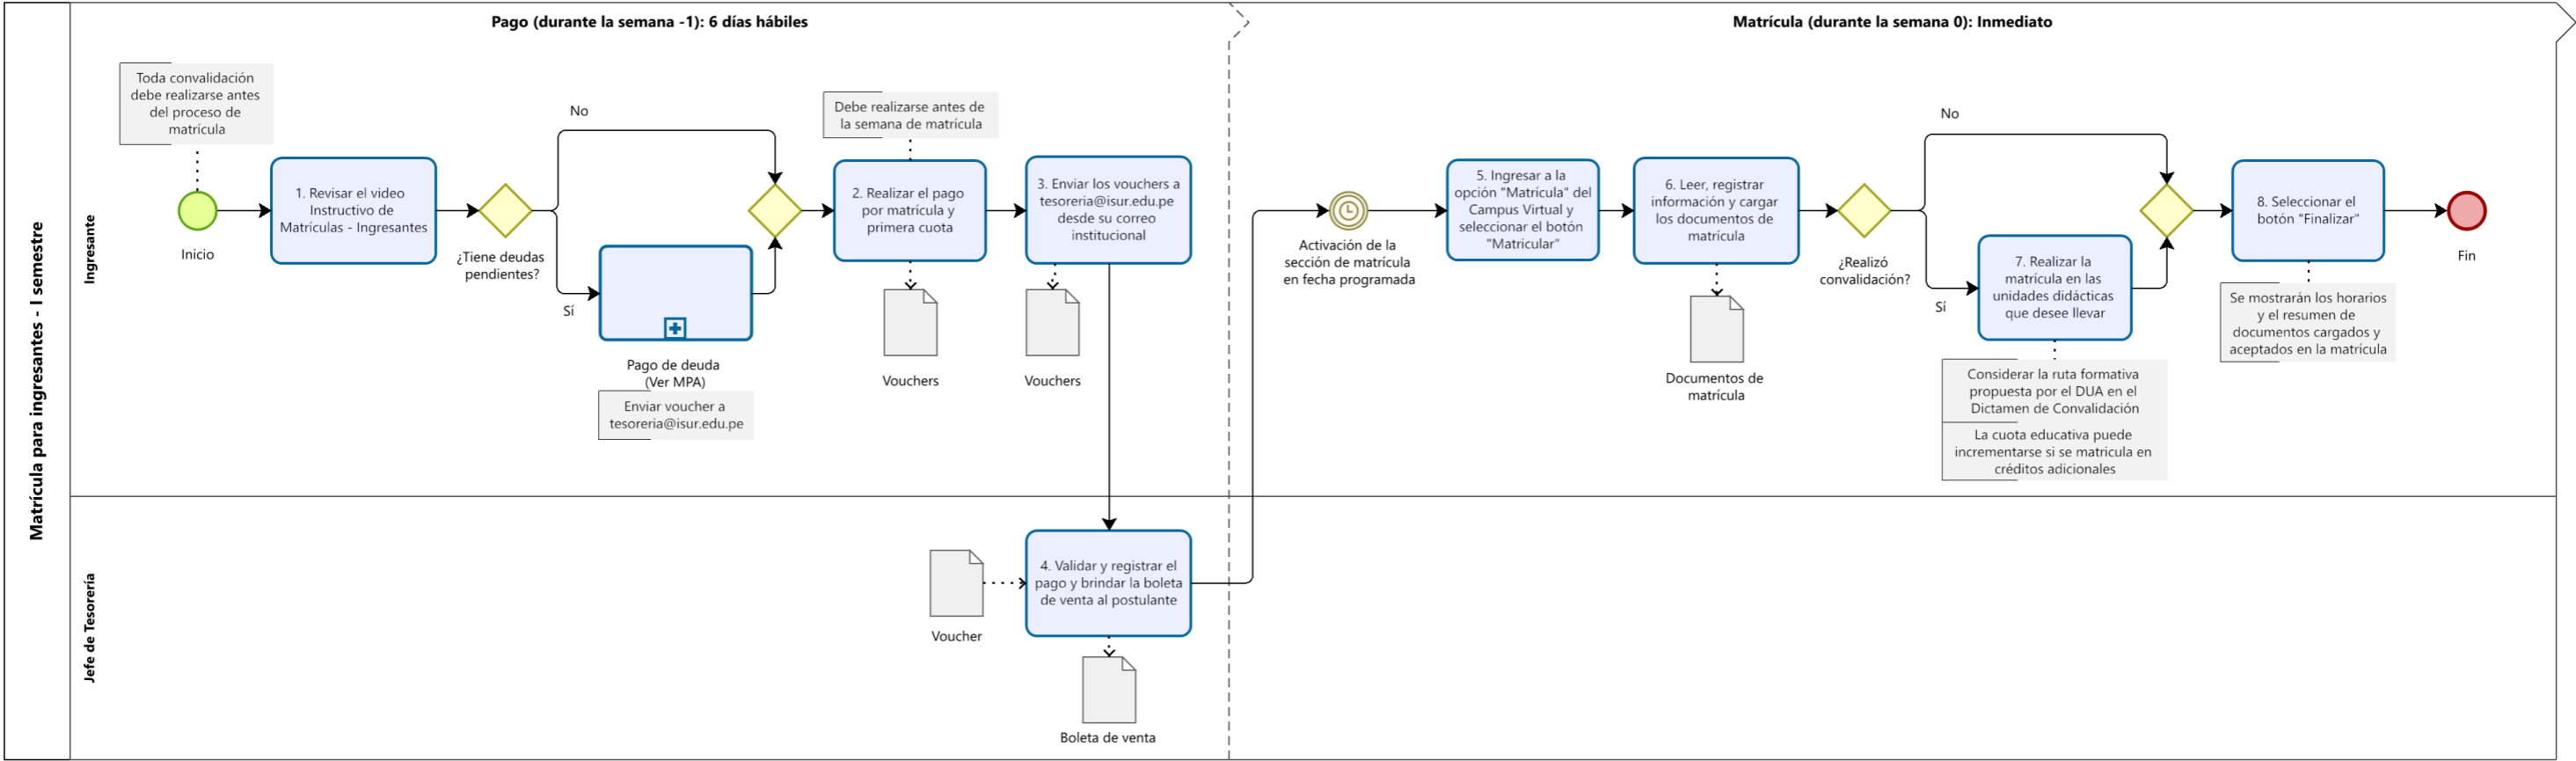 Matrícula para ingresantes - I semestre
Pago (durante la semana -1): 6 días hábiles
Matrícula (durante la semana 0): Inmediato
Ingresante
Toda convalidación
debe realizarse antes
del proceso de
matrícula
Inicio
1. Revisar el video
Instructivo de
Matrículas - Ingresantes
¿Tiene deudas
pendientes?
No
Sí
Pago de deuda
(Ver MPA)
Enviar voucher a
tesoreria@isur.edu.pe
Debe realizarse antes de
la semana de matrícula
2. Realizar el pago
por matrícula y
primera cuota
Vouchers
3. Enviar los vouchers a
tesoreria@isur.edu.pe
desde su correo
institucional
Vouchers
Activación de la
sección de matrícula
en fecha programada
5. Ingresar a la
opción "Matrícula" del
Campus Virtual y
seleccionar el botón
"Matricular"
6. Leer, registrar
información y cargar
los documentos de
matrícula
Documentos de
matrícula
¿Realizó
convalidación?
No
Sí
7. Realizar la
matrícula en las
unidades didácticas
que desee llevar
Considerar la ruta formativa
propuesta por el DUA en el
Dictamen de Convalidación
La cuota educativa puede
incrementarse si se matricula en
créditos adicionales
8. Seleccionar el
botón "Finalizar"
Se mostrarán los horarios
y el resumen de
documentos cargados y
aceptados en la matrícula
Fin
Jefe de Tesorería
Voucher
4. Validar y registrar el
pago y brindar la boleta
de venta al postulante
Boleta de venta